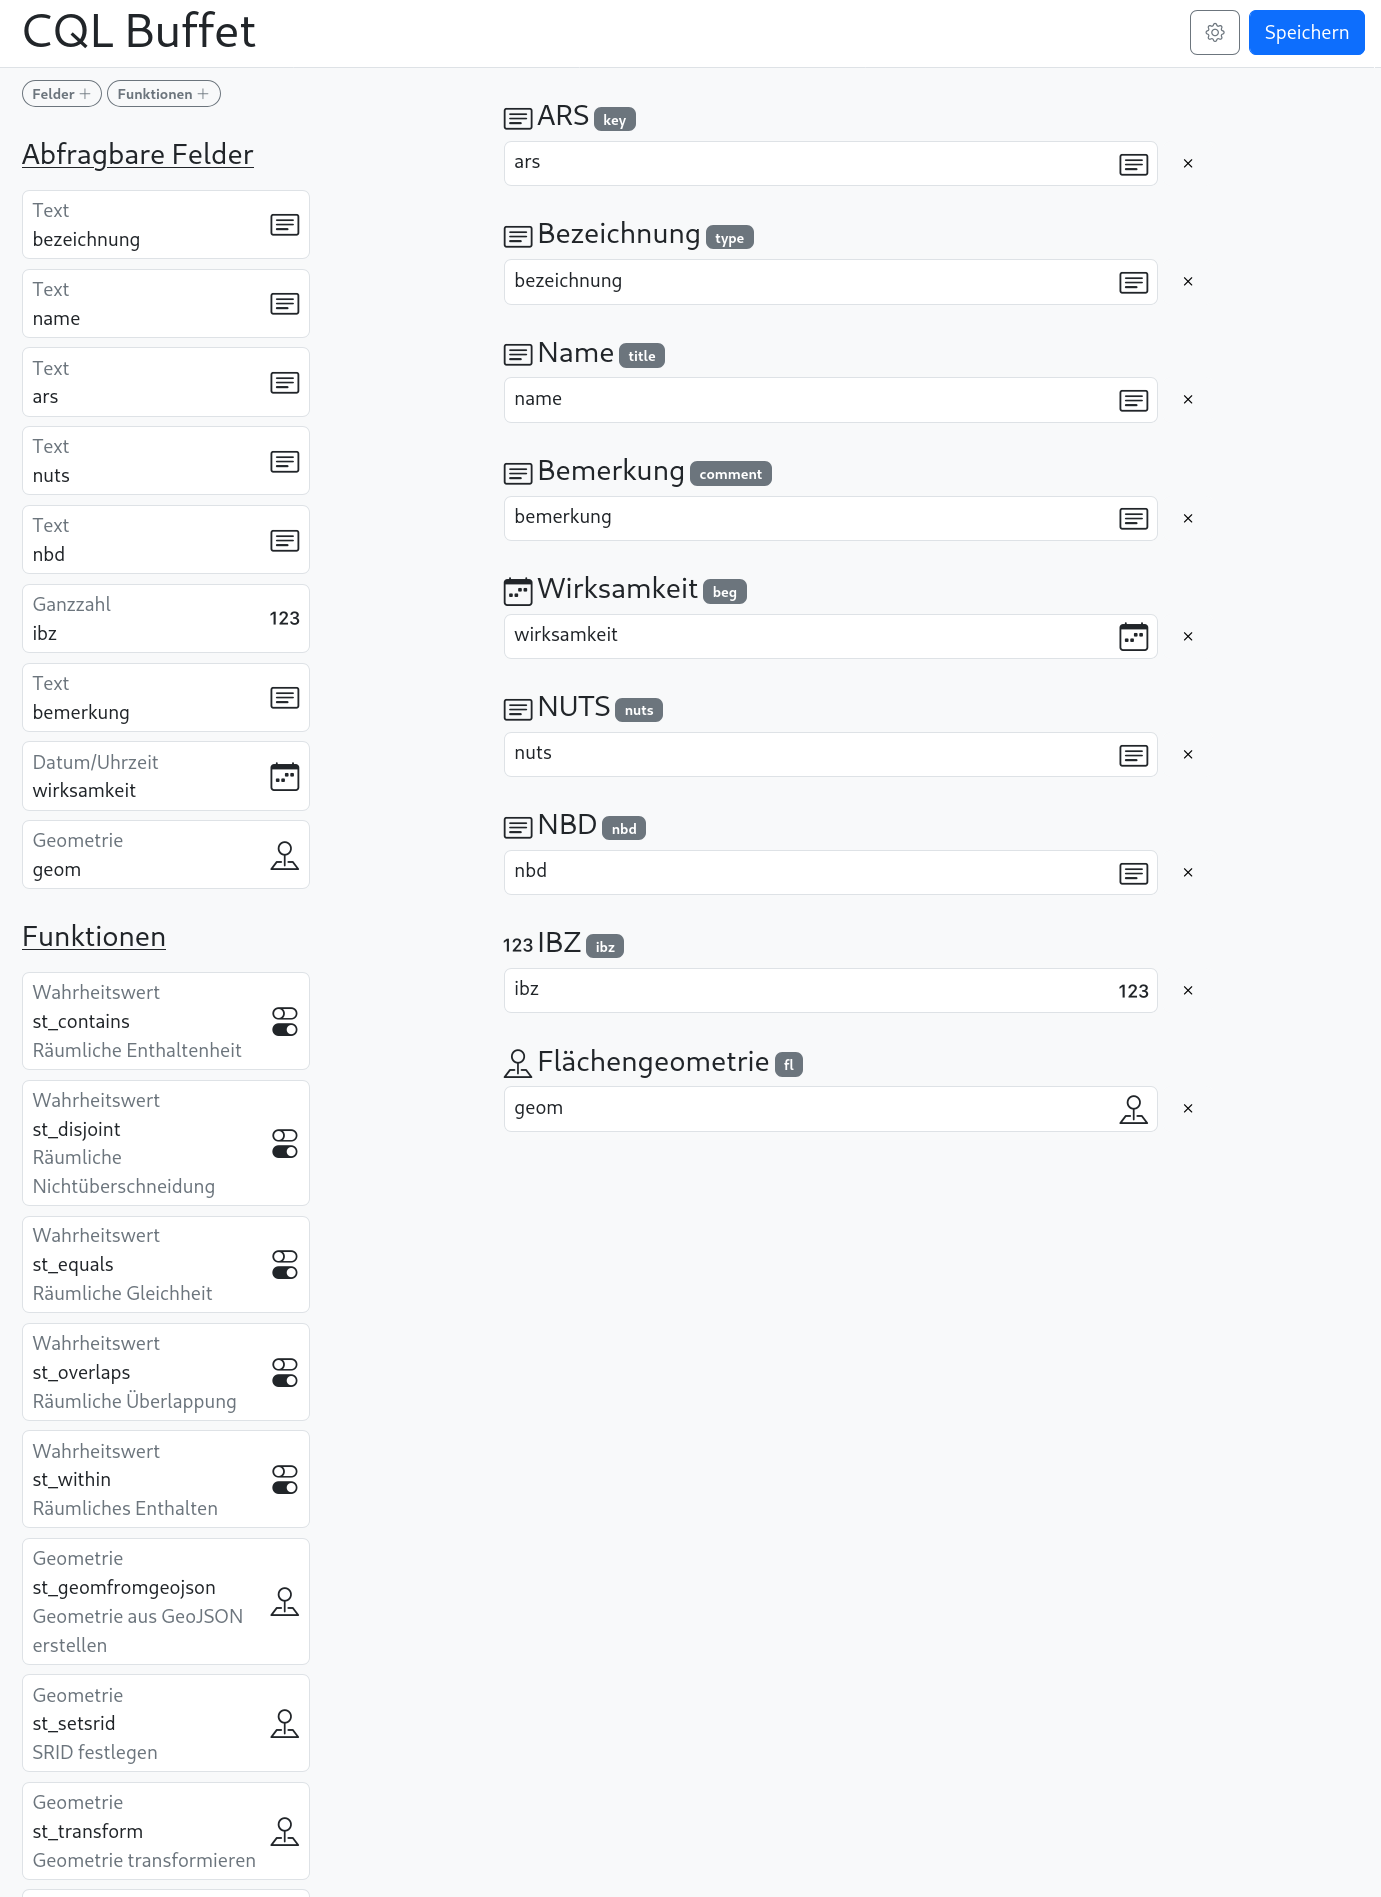 CQL Buffet
Speichern
Felder +
Funktionen +
Abfragbare Felder
Text
bezeichnung
Text
name
Text
ars
Text
nuts
Text
nbd
Ganzzahl
ibz
123
Text
bemerkung
Datum/Uhrzeit
wirksamkeit
Geometrie
geom
Funktionen
Wahrheitswert
st_contains
Räumliche Enthaltenheit
Wahrheitswert
st_disjoint
Räumliche
Nichtüberschneidung
Wahrheitswert
st_equals
Räumliche Gleichheit
Wahrheitswert
st_overlaps
Räumliche Überlappung
Wahrheitswert
st_within
Räumliches Enthalten
Geometrie
st_geomfromgeojson
Geometrie aus GeoJSON
erstellen
Geometrie
st_setsrid
SRID festlegen
Geometrie
st_transform
Geometrie transformieren
ARS key
ars ×
Bezeichnung type
bezeichnung ×
Name title
name ×
Bemerkung comment
bemerkung ×
Wirksamkeit beg
wirksamkeit ×
NUTS nuts
nuts ×
NBD nbd
nbd ×
123 IBZ ibz
ibz 123 ×
Flächengeometrie fl
geom ×